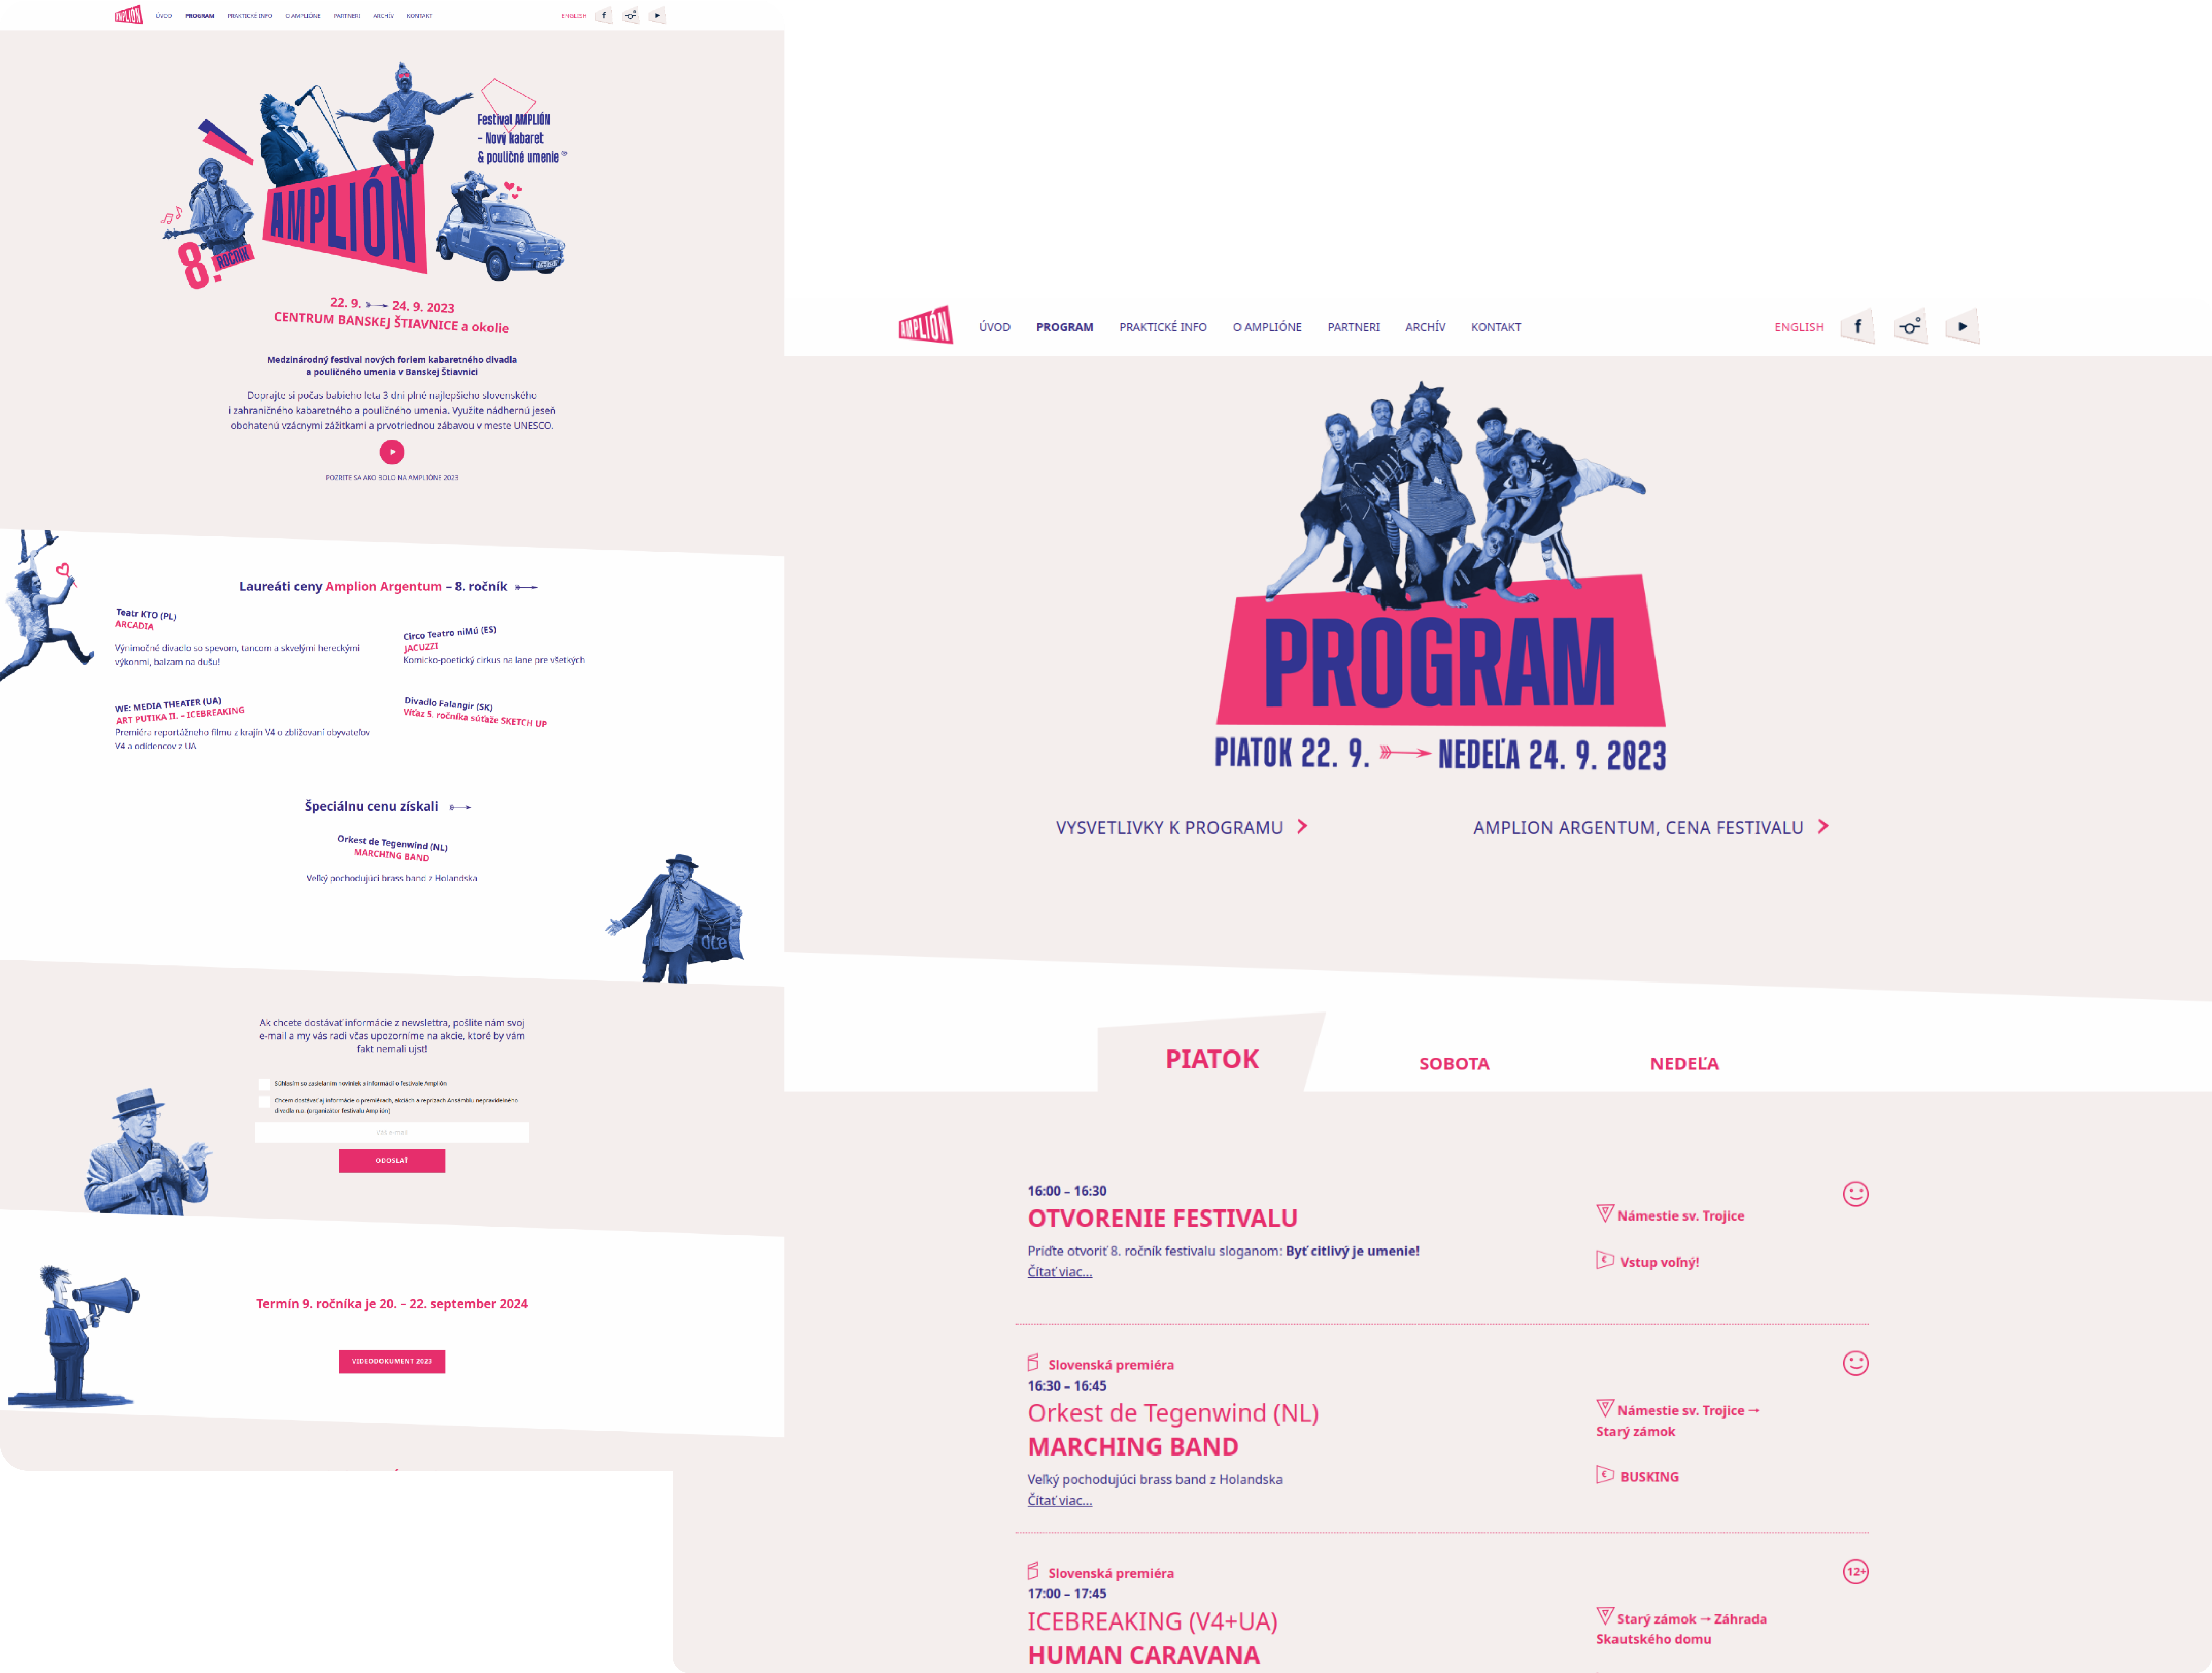 AMPLIÓN
ÚVOD PROGRAM PRAKTICKÉ INFO O AMPLIÓNE PARTNERI ARCHÍV KONTAKT
ENGLISH
Festival AMPLIÓN
– Nový kabaret
& pouličné umenie
AMPLIÓN
8. ROČNÍK
22. 9. 24. 9. 2023
CENTRUM BANSKEJ ŠTIAVNICE a okolie
Medzinárodný festival nových foriem kabaretného divadla
a pouličného umenia v Banskej Štiavnici
Doprajte si počas babieho leta 3 dni plné najlepšieho slovenského
i zahraničného kabaretného a pouličného umenia. Využite nádhernú jeseň
obohatenú vzácnymi zážitkami a prvotriednou zábavou v meste UNESCO.
POZRITE SA AKO BOLO NA AMPLIÓNE 2023
Laureáti ceny Amplion Argentum – 8. ročník
Teatr KTO (PL)
ARCADIA
Výnimočné divadlo so spevom, tancom a skvelými hereckými
výkonmi, balzam na dušu!
Circo Teatro niMú (ES)
JACUZZI
Komicko-poetický cirkus na lane pre všetkých
WE: MEDIA THEATER (UA)
ART PUTIKA II. – ICEBREAKING
Premiéra reportážneho filmu z krajín V4 o zbližovaní obyvateľov
V4 a odídencov z UA
Divadlo Falangir (SK)
Víťaz 5. ročníka súťaže SKETCH UP
Špeciálnu cenu získali
Orkest de Tegenwind (NL)
MARCHING BAND
Veľký pochodujúci brass band z Holandska
Ak chcete dostávať informácie z newslettra, pošlite nám svoj
e-mail a my vás radi včas upozorníme na akcie, ktoré by vám
fakt nemali ujsť!
Súhlasím so zasielaním noviniek a informácií o festivale Amplión
Chcem dostávať aj informácie o premiérach, akciách a reprízach Ansámblu nepravidelného
divadla n.o. (organizátor festivalu Amplión)
Váš e-mail
ODOSLAŤ
Termín 9. ročníka je 20. – 22. september 2024
VIDEODOKUMENT 2023
AMPLIÓN
ÚVOD PROGRAM PRAKTICKÉ INFO O AMPLIÓNE PARTNERI ARCHÍV KONTAKT
ENGLISH
PROGRAM
PIATOK 22. 9. NEDEĽA 24. 9. 2023
VYSVETLIVKY K PROGRAMU
AMPLION ARGENTUM, CENA FESTIVALU
PIATOK SOBOTA NEDEĽA
16:00 – 16:30
OTVORENIE FESTIVALU
Príďte otvoriť 8. ročník festivalu sloganom: Byť citlivý je umenie!
Čítať viac...
Námestie sv. Trojice
€ Vstup voľný!
Slovenská premiéra
16:30 – 16:45
Orkest de Tegenwind (NL)
MARCHING BAND
Veľký pochodujúci brass band z Holandska
Čítať viac...
Námestie sv. Trojice →
Starý zámok
€ BUSKING
Slovenská premiéra
17:00 – 17:45
ICEBREAKING (V4+UA)
HUMAN CARAVANA
12+
Starý zámok → Záhrada
Skautského domu